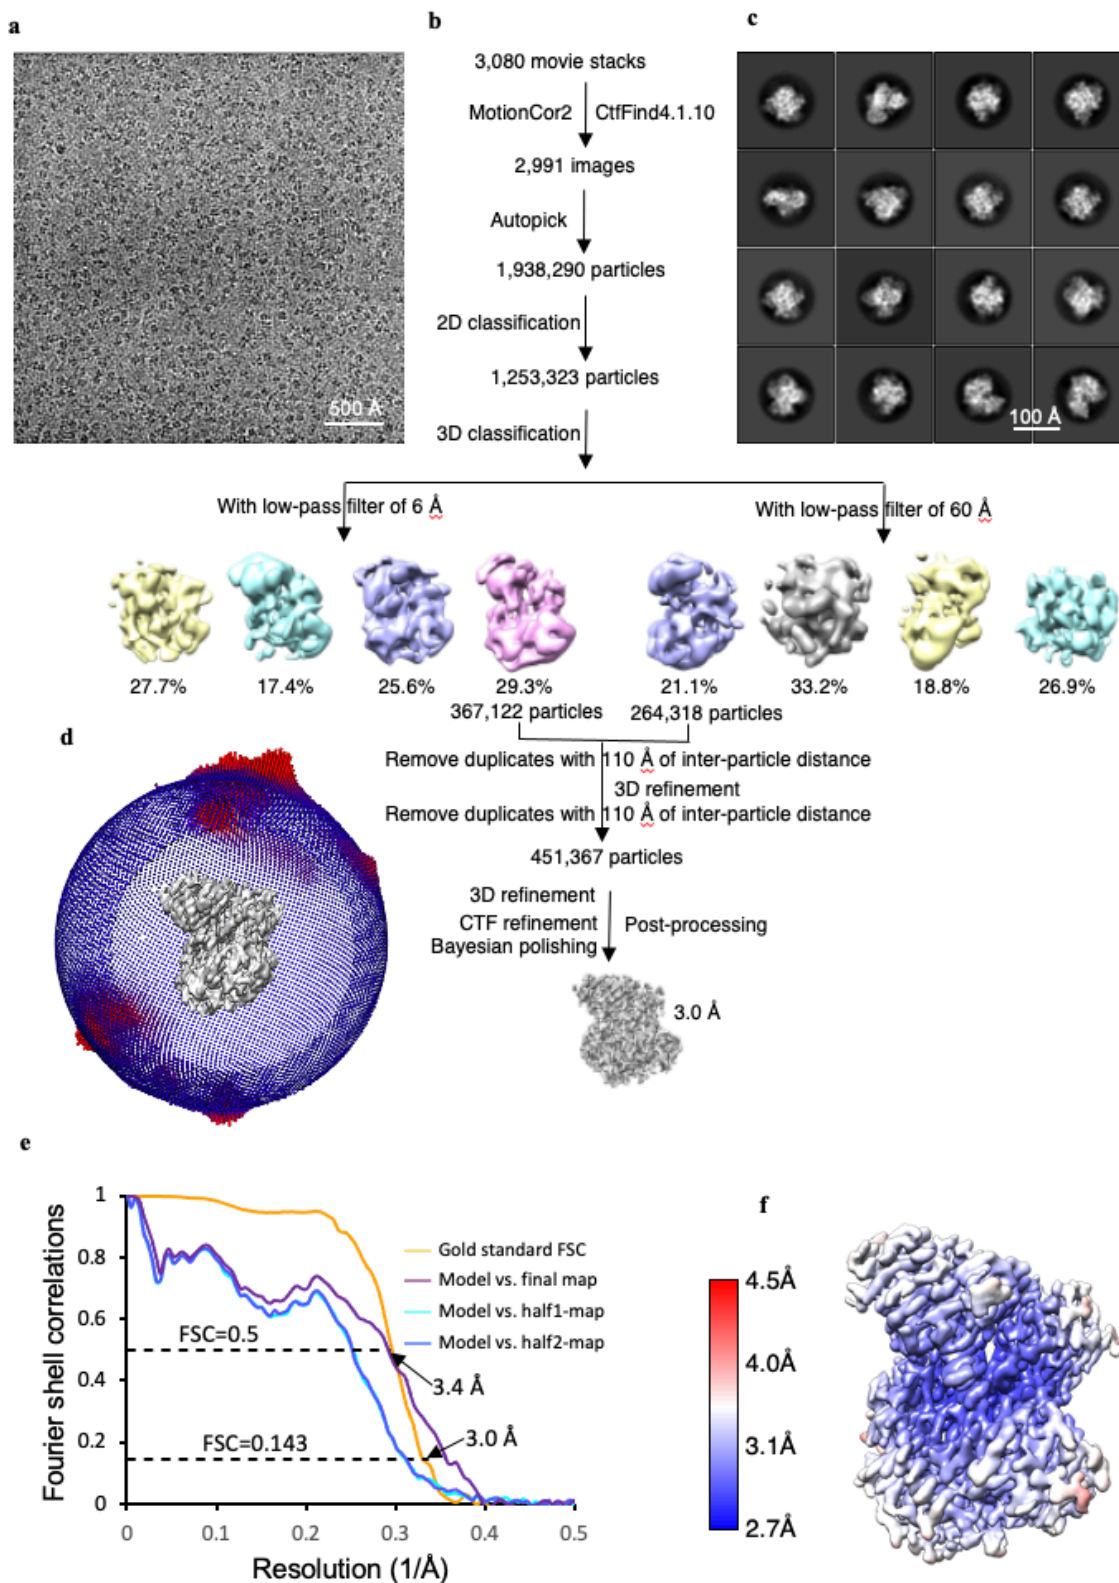 a
b
c
3,080 movie stacks
MotionCor2 CtfFind4.1.10
2,991 images
Autopick
1,938,290 particles
2D classification
1,253,323 particles
3D classification
500 Å
100 Å
With low-pass filter of 6 Å
With low-pass filter of 60 Å
27.7% 17.4% 25.6% 29.3% 21.1% 33.2% 18.8% 26.9%
367,122 particles 264,318 particles
d
Remove duplicates with 110 Å of inter-particle distance
3D refinement
Remove duplicates with 110 Å of inter-particle distance
451,367 particles
3D refinement
CTF refinement Post-processing
Bayesian polishing
3.0 Å
e
Fourier shell correlations
1
0.8
0.6
0.4
0.2
0
Gold standard FSC
Model vs. final map
Model vs. half1-map
Model vs. half2-map
FSC=0.5
3.4 Å
FSC=0.143
3.0 Å
0 0.1 0.2 0.3 0.4 0.5
Resolution (1/Å)
f
4.5Å
4.0Å
3.1Å
2.7Å